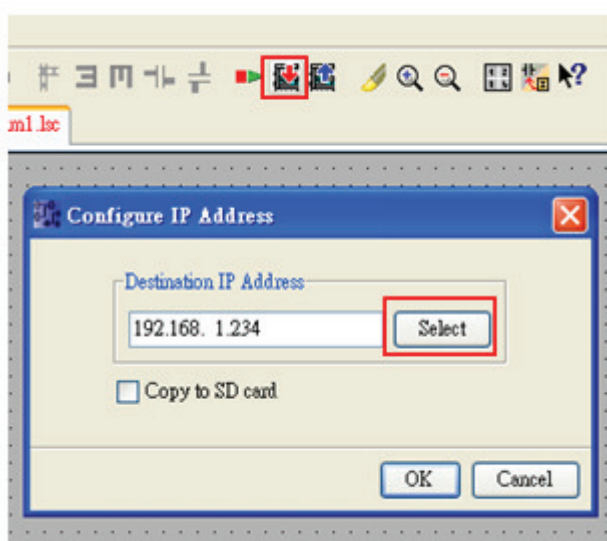 m1.lsc
Configure IP Address
Destination IP Address
192.168. 1.234 Select
Copy to SD card
OK Cancel